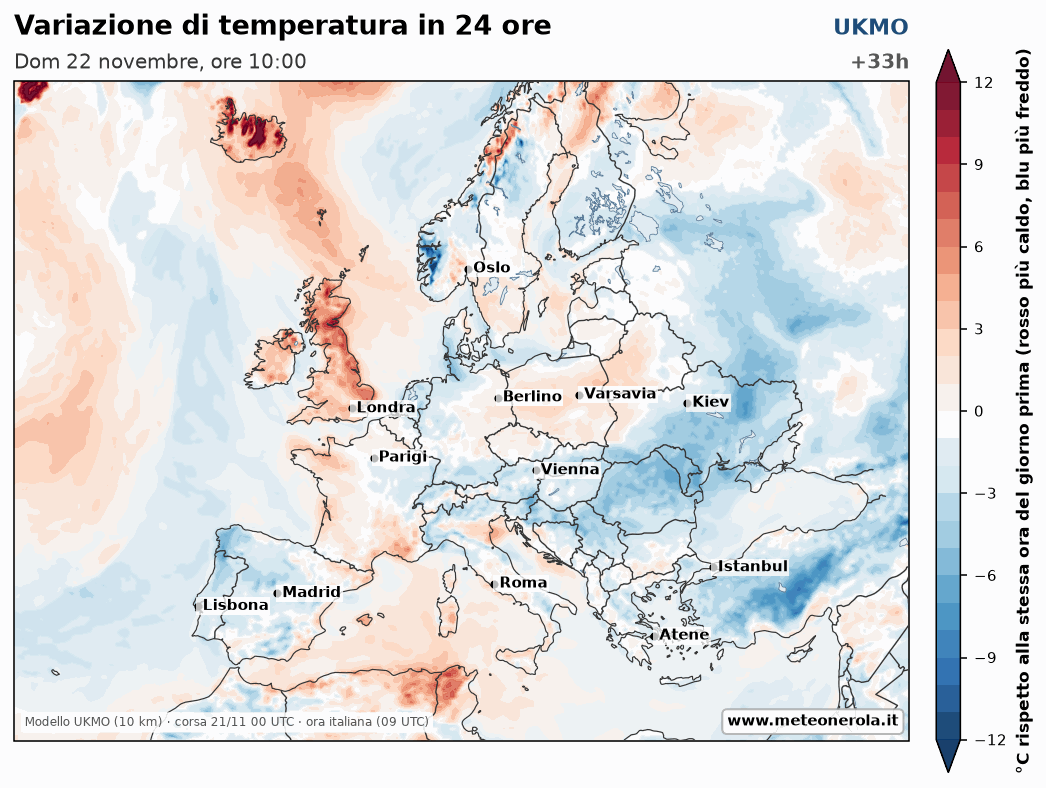 Variazione di temperatura in 24 ore
UKMO
Dom 22 novembre, ore 10:00
+33h
Oslo
Londra
Berlino
Varsavia
Kiev
Parigi
Vienna
Istanbul
Roma
Madrid
Lisbona
Atene
Modello UKMO (10 km) · corsa 21/11 00 UTC · ora italiana (09 UTC)
www.meteonerola.it
12
9
6
3
0
−3
−6
−9
−12
°C rispetto alla stessa ora del giorno prima (rosso più caldo, blu più freddo)